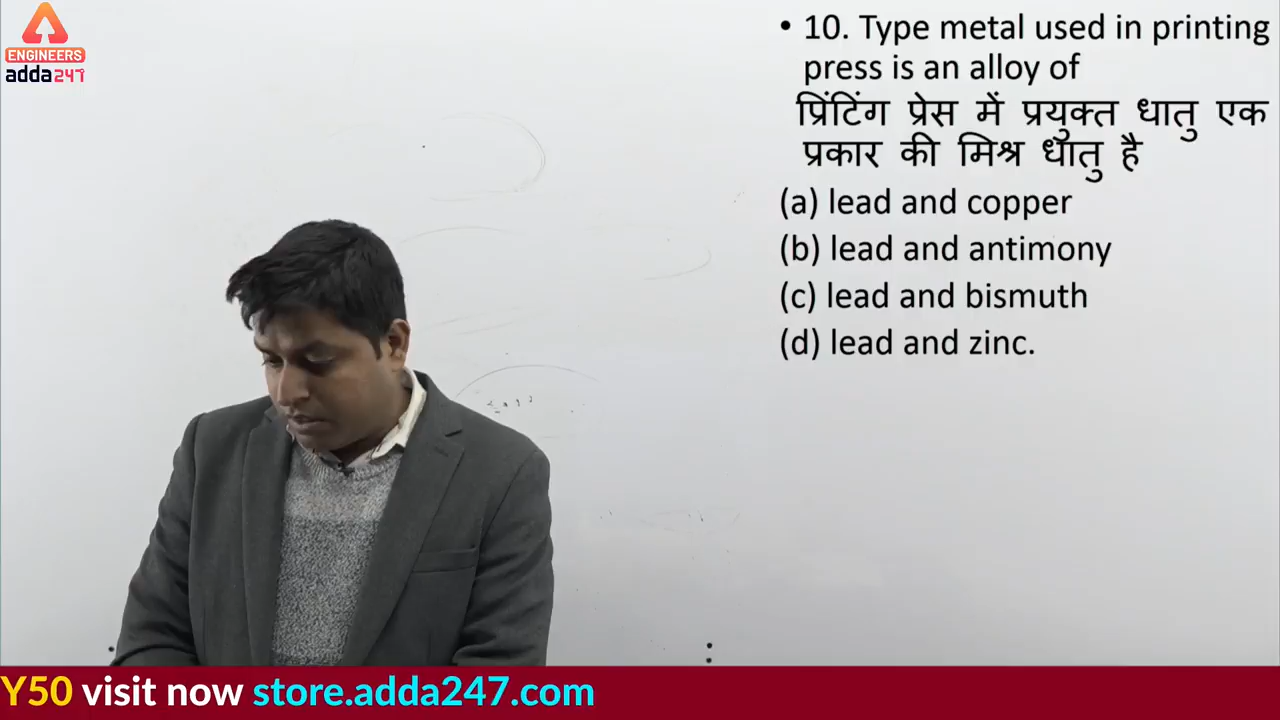 ENGINEERS
adda247
• 10. Type metal used in printing
press is an alloy of
प्रिंटिंग प्रेस में प्रयुक्त धातु एक
प्रकार की मिश्र धातु है
(a) lead and copper
(b) lead and antimony
(c) lead and bismuth
(d) lead and zinc.
Y50 visit now store.adda247.com